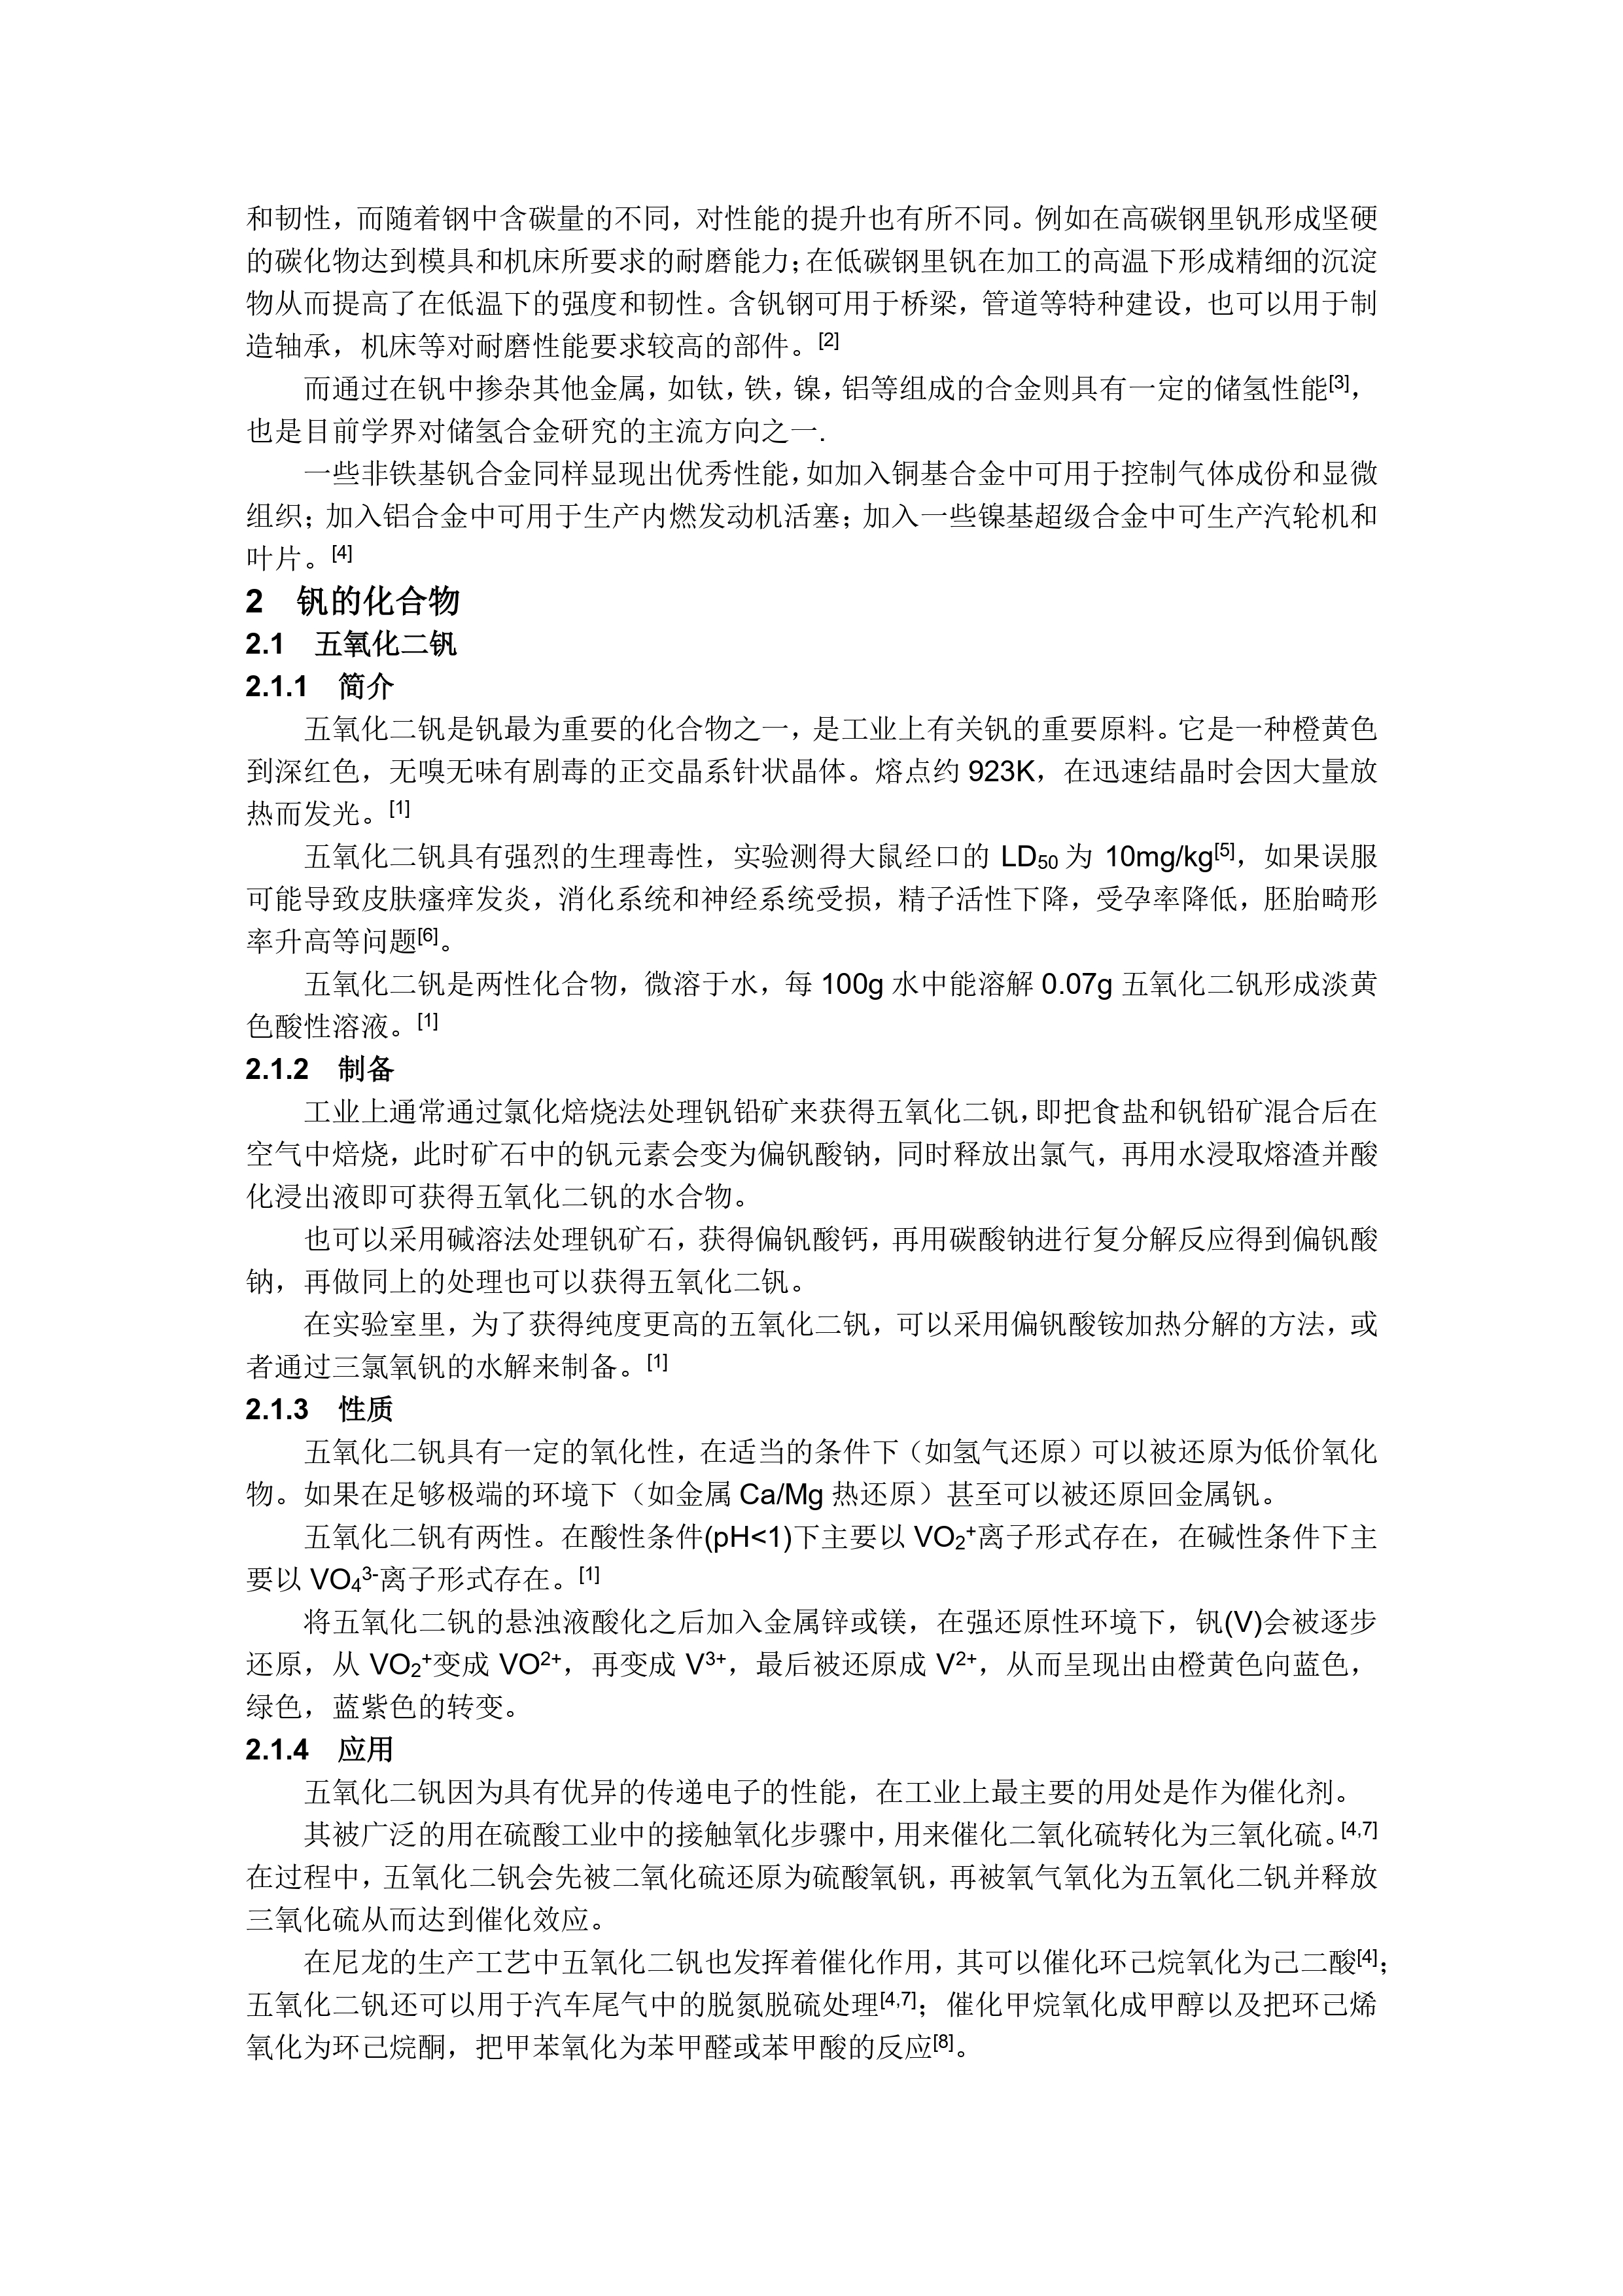 和韧性，而随着钢中含碳量的不同，对性能的提升也有所不同。例如在高碳钢里钒形成坚硬
的碳化物达到模具和机床所要求的耐磨能力；在低碳钢里钒在加工的高温下形成精细的沉淀
物从而提高了在低温下的强度和韧性。含钒钢可用于桥梁，管道等特种建设，也可以用于制
造轴承，机床等对耐磨性能要求较高的部件。[2]
而通过在钒中掺杂其他金属，如钛，铁，镍，铝等组成的合金则具有一定的储氢性能[3]，
也是目前学界对储氢合金研究的主流方向之一.
一些非铁基钒合金同样显现出优秀性能，如加入铜基合金中可用于控制气体成份和显微
组织；加入铝合金中可用于生产内燃发动机活塞；加入一些镍基超级合金中可生产汽轮机和
叶片。[4]
2 钒的化合物
2.1 五氧化二钒
2.1.1 简介
五氧化二钒是钒最为重要的化合物之一，是工业上有关钒的重要原料。它是一种橙黄色
到深红色，无嗅无味有剧毒的正交晶系针状晶体。熔点约 923K，在迅速结晶时会因大量放
热而发光。[1]
五氧化二钒具有强烈的生理毒性，实验测得大鼠经口的 LD₅₀ 为 10mg/kg[5]，如果误服
可能导致皮肤瘙痒发炎，消化系统和神经系统受损，精子活性下降，受孕率降低，胚胎畸形
率升高等问题[6]。
五氧化二钒是两性化合物，微溶于水，每 100g 水中能溶解 0.07g 五氧化二钒形成淡黄
色酸性溶液。[1]
2.1.2 制备
工业上通常通过氯化焙烧法处理钒铅矿来获得五氧化二钒，即把食盐和钒铅矿混合后在
空气中焙烧，此时矿石中的钒元素会变为偏钒酸钠，同时释放出氯气，再用水浸取熔渣并酸
化浸出液即可获得五氧化二钒的水合物。
也可以采用碱溶法处理钒矿石，获得偏钒酸钙，再用碳酸钠进行复分解反应得到偏钒酸
钠，再做同上的处理也可以获得五氧化二钒。
在实验室里，为了获得纯度更高的五氧化二钒，可以采用偏钒酸铵加热分解的方法，或
者通过三氯氧钒的水解来制备。[1]
2.1.3 性质
五氧化二钒具有一定的氧化性，在适当的条件下（如氢气还原）可以被还原为低价氧化
物。如果在足够极端的环境下（如金属 Ca/Mg 热还原）甚至可以被还原回金属钒。
五氧化二钒有两性。在酸性条件(pH<1)下主要以 VO₂⁺离子形式存在，在碱性条件下主
要以 VO₄³⁻离子形式存在。[1]
将五氧化二钒的悬浊液酸化之后加入金属锌或镁，在强还原性环境下，钒(V)会被逐步
还原，从 VO₂⁺变成 VO²⁺，再变成 V³⁺，最后被还原成 V²⁺，从而呈现出由橙黄色向蓝色，
绿色，蓝紫色的转变。
2.1.4 应用
五氧化二钒因为具有优异的传递电子的性能，在工业上最主要的用处是作为催化剂。
其被广泛的用在硫酸工业中的接触氧化步骤中，用来催化二氧化硫转化为三氧化硫。[4,7]
在过程中，五氧化二钒会先被二氧化硫还原为硫酸氧钒，再被氧气氧化为五氧化二钒并释放
三氧化硫从而达到催化效应。
在尼龙的生产工艺中五氧化二钒也发挥着催化作用，其可以催化环己烷氧化为己二酸[4]；
五氧化二钒还可以用于汽车尾气中的脱氮脱硫处理[4,7]；催化甲烷氧化成甲醇以及把环己烯
氧化为环己烷酮，把甲苯氧化为苯甲醛或苯甲酸的反应[8]。